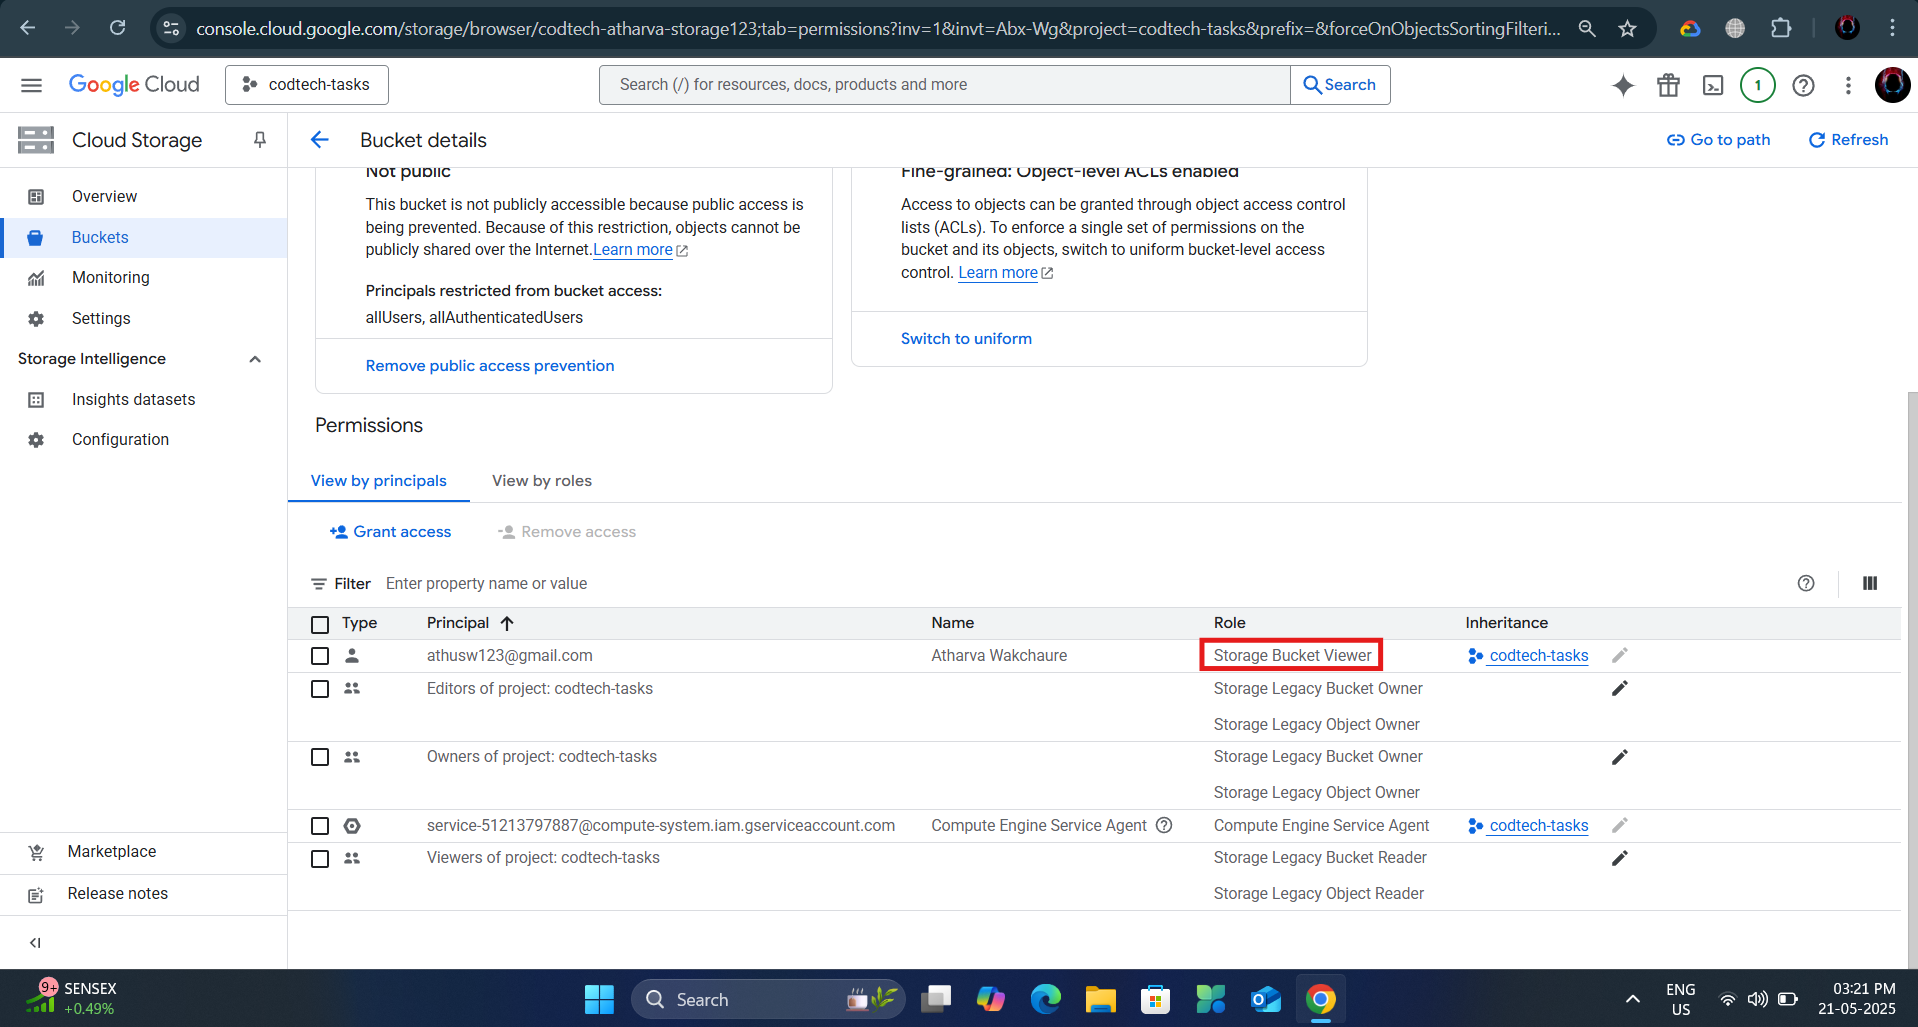 console.cloud.google.com/storage/browser/codtech-atharva-storage123;tab=permissions?inv=1&invt=Abx-Wg&project=codtech-tasks&prefix=&forceOnObjectsSortingFilteri...
Google Cloud
codtech-tasks
Search (/) for resources, docs, products and more
Search
1
Cloud Storage
Bucket details
Go to path
Refresh
Overview
Buckets
Monitoring
Settings
Storage Intelligence
Insights datasets
Configuration
Marketplace
Release notes
Not public
This bucket is not publicly accessible because public access is
being prevented. Because of this restriction, objects cannot be
publicly shared over the Internet.Learn more
Principals restricted from bucket access:
allUsers, allAuthenticatedUsers
Remove public access prevention
Fine-grained: Object-level ACLs enabled
Access to objects can be granted through object access control
lists (ACLs). To enforce a single set of permissions on the
bucket and its objects, switch to uniform bucket-level access
control. Learn more
Switch to uniform
Permissions
View by principals
View by roles
Grant access
Remove access
Filter Enter property name or value
Type Principal Name Role Inheritance
athusw123@gmail.com Atharva Wakchaure Storage Bucket Viewer codtech-tasks
Editors of project: codtech-tasks Storage Legacy Bucket Owner
Storage Legacy Object Owner
Owners of project: codtech-tasks Storage Legacy Bucket Owner
Storage Legacy Object Owner
service-51213797887@compute-system.iam.gserviceaccount.com Compute Engine Service Agent Compute Engine Service Agent codtech-tasks
Viewers of project: codtech-tasks Storage Legacy Bucket Reader
Storage Legacy Object Reader
9+
SENSEX
+0.49%
Search
ENG
US
03:21 PM
21-05-2025